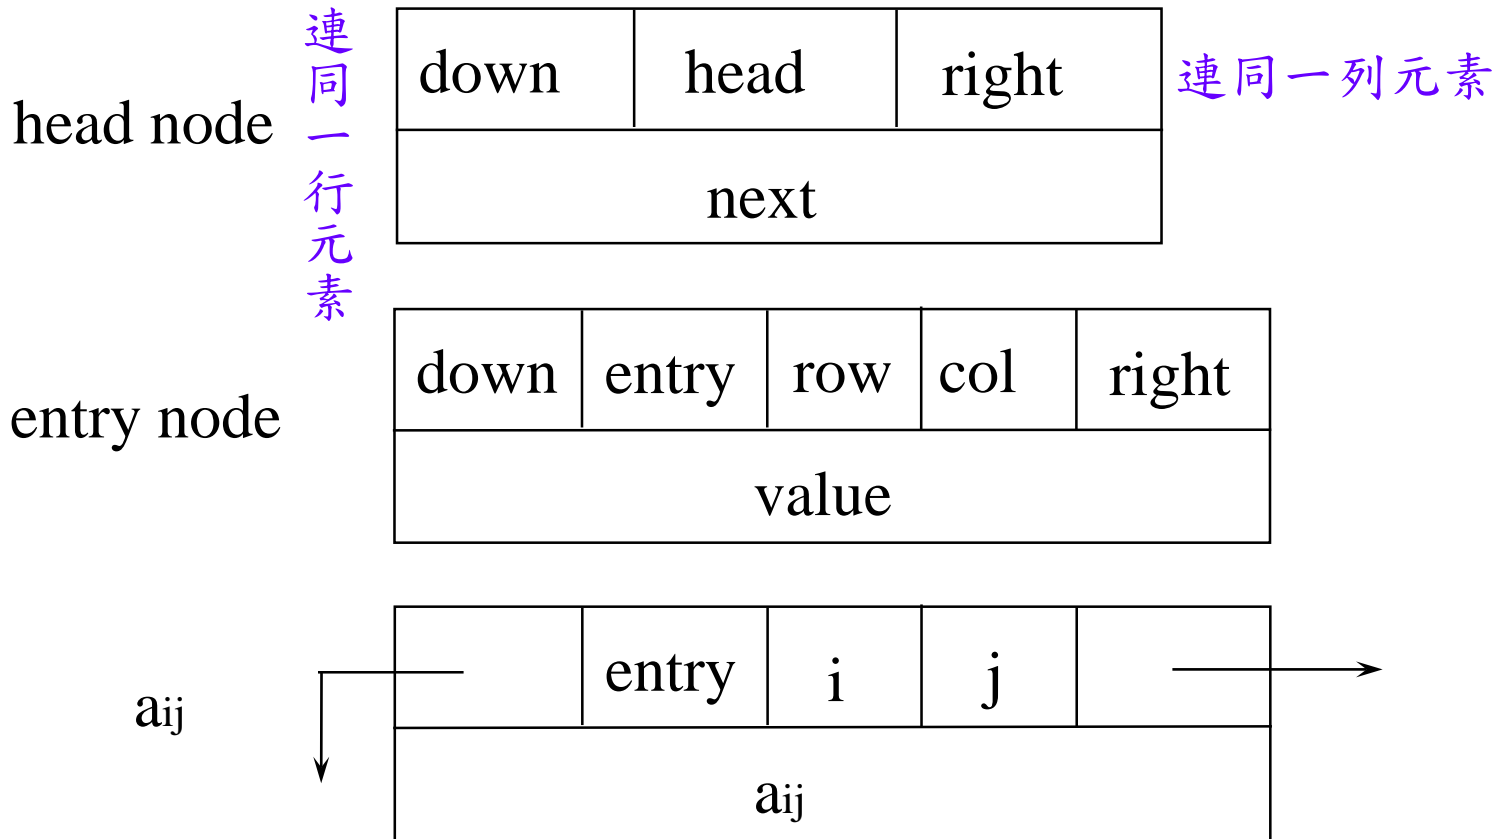 連同一行元素
down head right
連同一列元素
head node
next
down entry row col right
entry node
value
entry i j
aij
aij